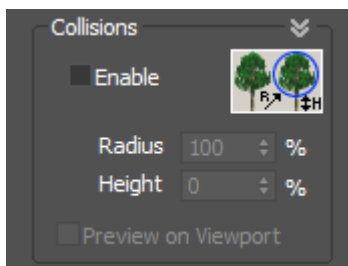 Collisions
Enable
R H
Radius 100 %
Height 0 %
Preview on Viewport